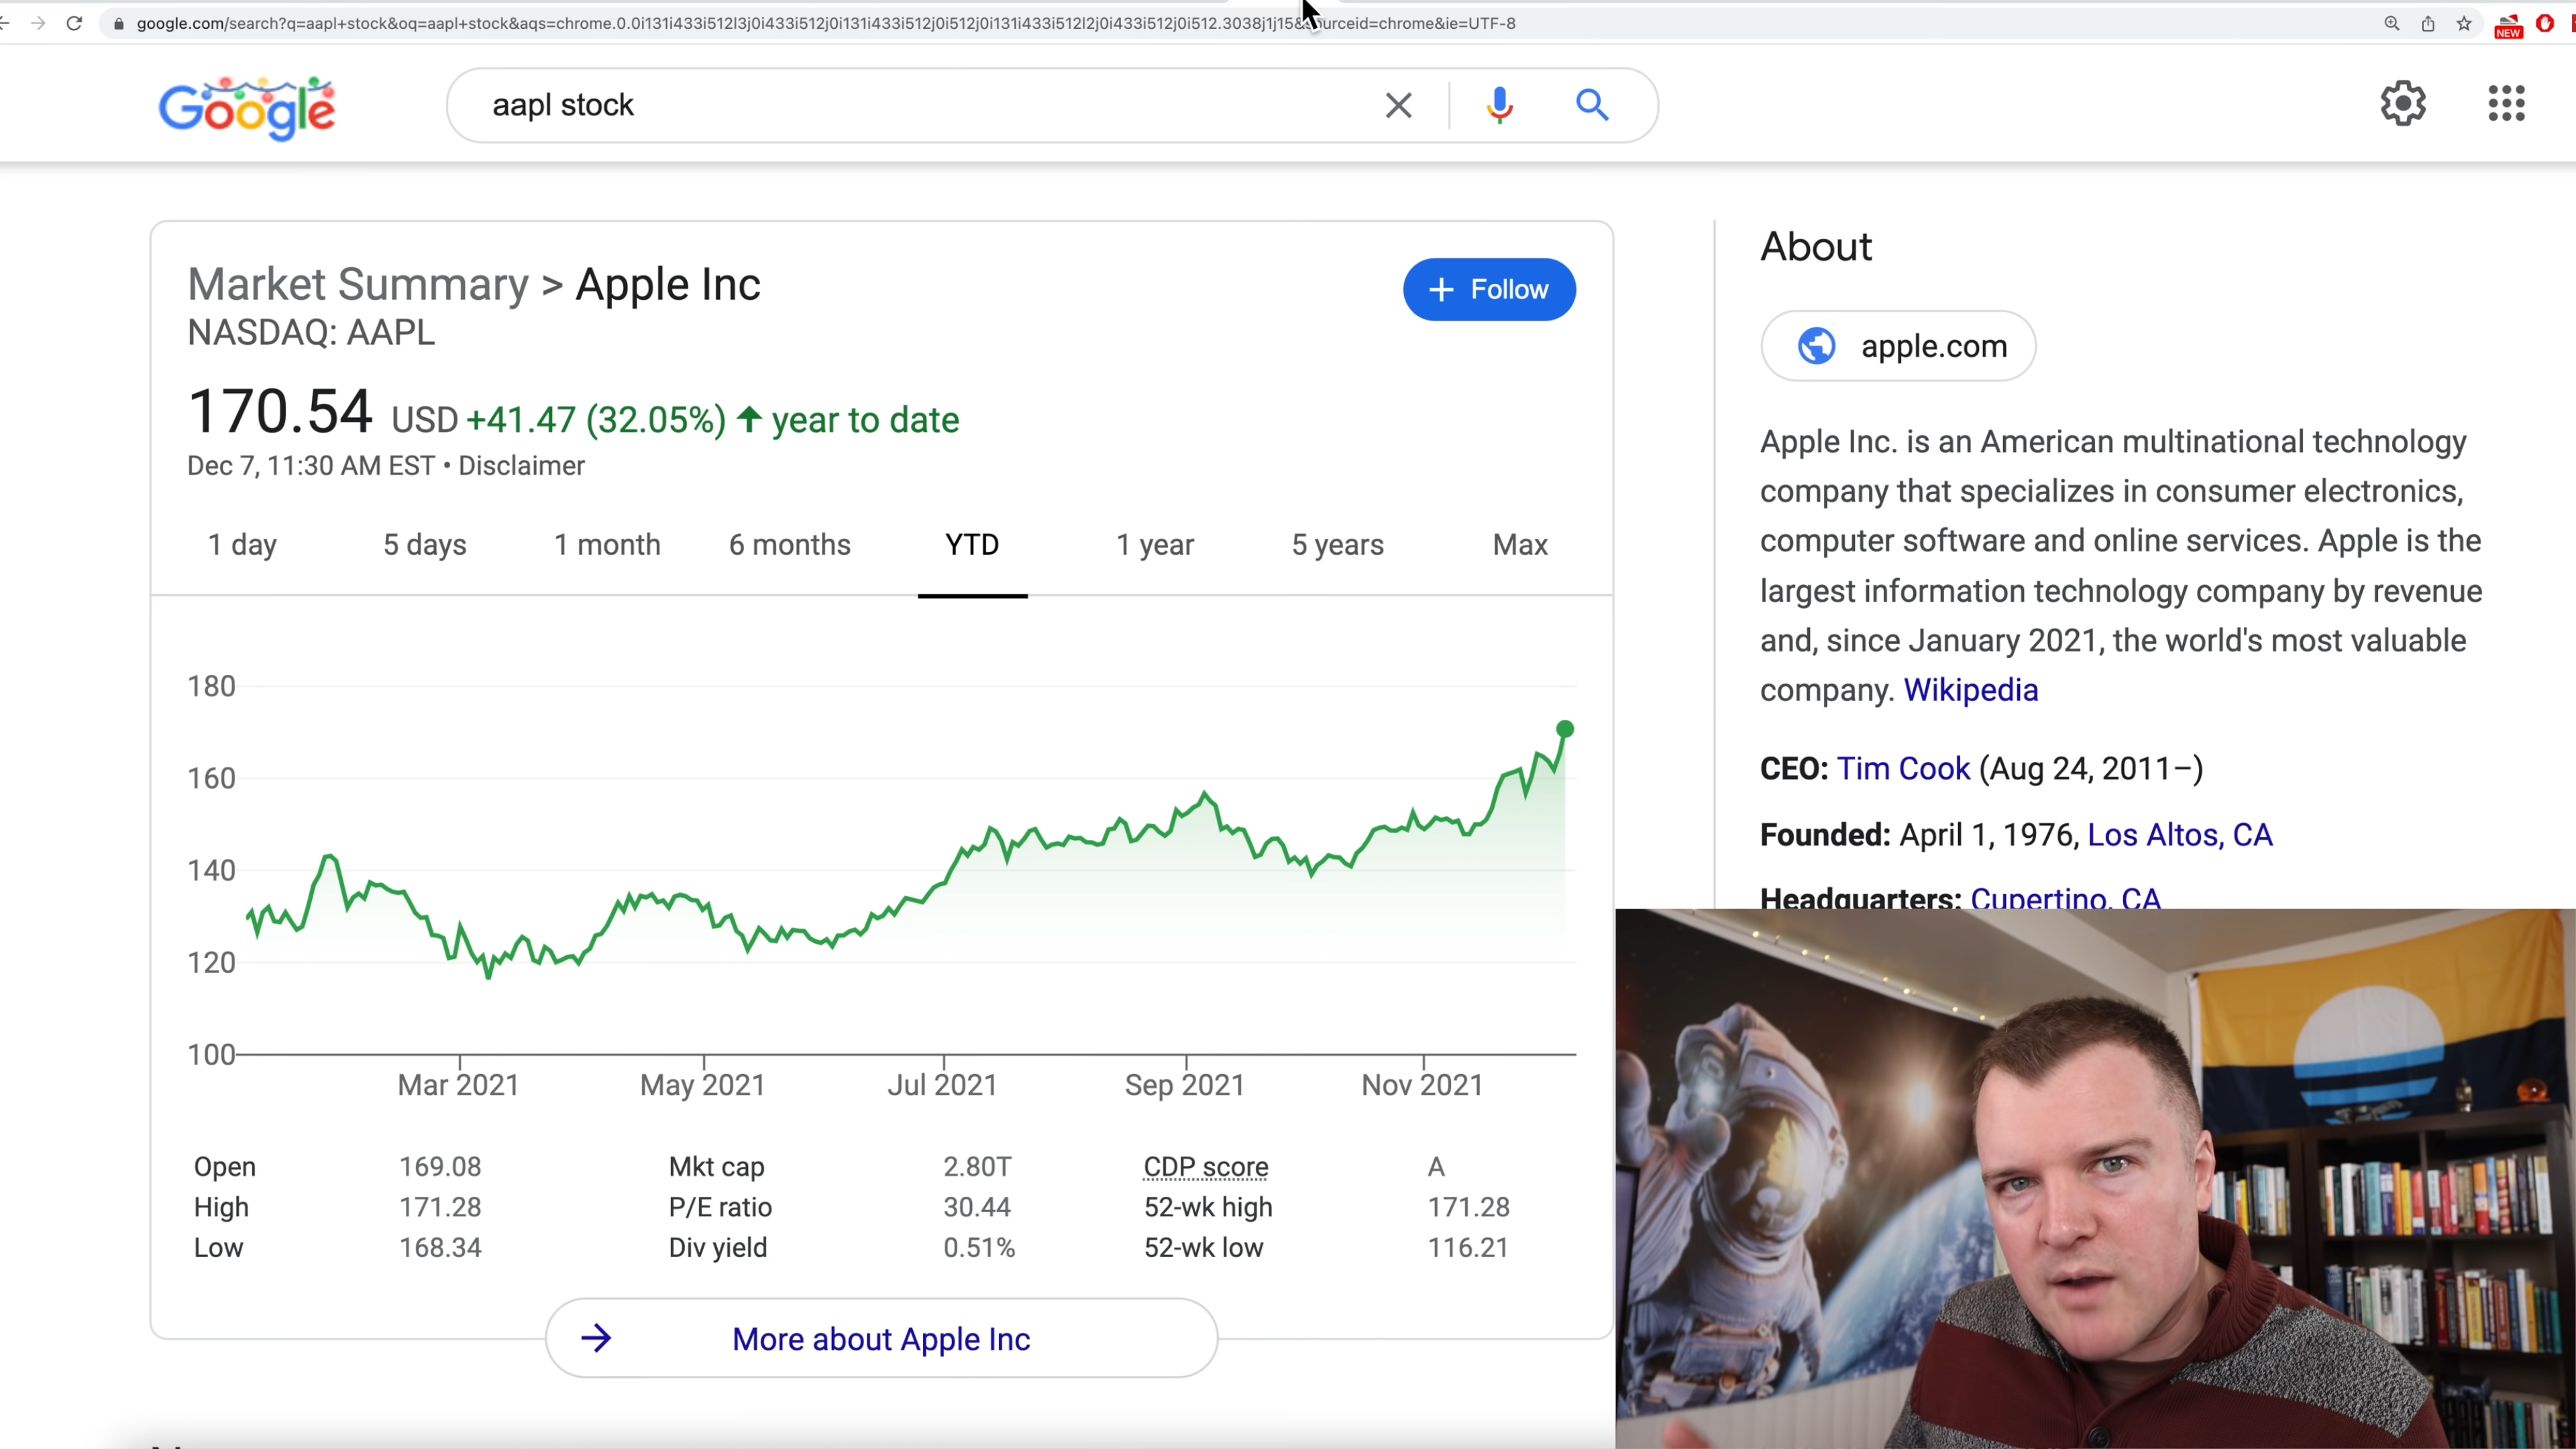 google.com/search?q=aapl+stock&oq=aapl+stock&aqs=chrome.0.0i131i433i512l3j0i433i512j0i131i433i512j0i512j0i131i433i512l2j0i433i512j0i512.3038j1j15&sourceid=chrome&ie=UTF-8
NEW
Google
aapl stock
Market Summary > Apple Inc
Follow
NASDAQ: AAPL
170.54 USD +41.47 (32.05%) year to date
Dec 7, 11:30 AM EST • Disclaimer
1 day 5 days 1 month 6 months YTD 1 year 5 years Max
180
160
140
120
100
Mar 2021 May 2021 Jul 2021 Sep 2021 Nov 2021
Open 169.08 Mkt cap 2.80T CDP score A
High 171.28 P/E ratio 30.44 52-wk high 171.28
Low 168.34 Div yield 0.51% 52-wk low 116.21
More about Apple Inc
About
apple.com
Apple Inc. is an American multinational technology
company that specializes in consumer electronics,
computer software and online services. Apple is the
largest information technology company by revenue
and, since January 2021, the world's most valuable
company. Wikipedia
CEO: Tim Cook (Aug 24, 2011–)
Founded: April 1, 1976, Los Altos, CA
Headquarters: Cupertino, CA